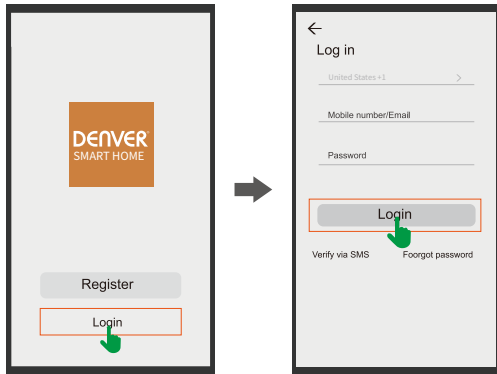 DENVER
SMART HOME
Register
Login
Log in
United States +1
Mobile number/Email
Password
Login
Verify via SMS
Foorgot password